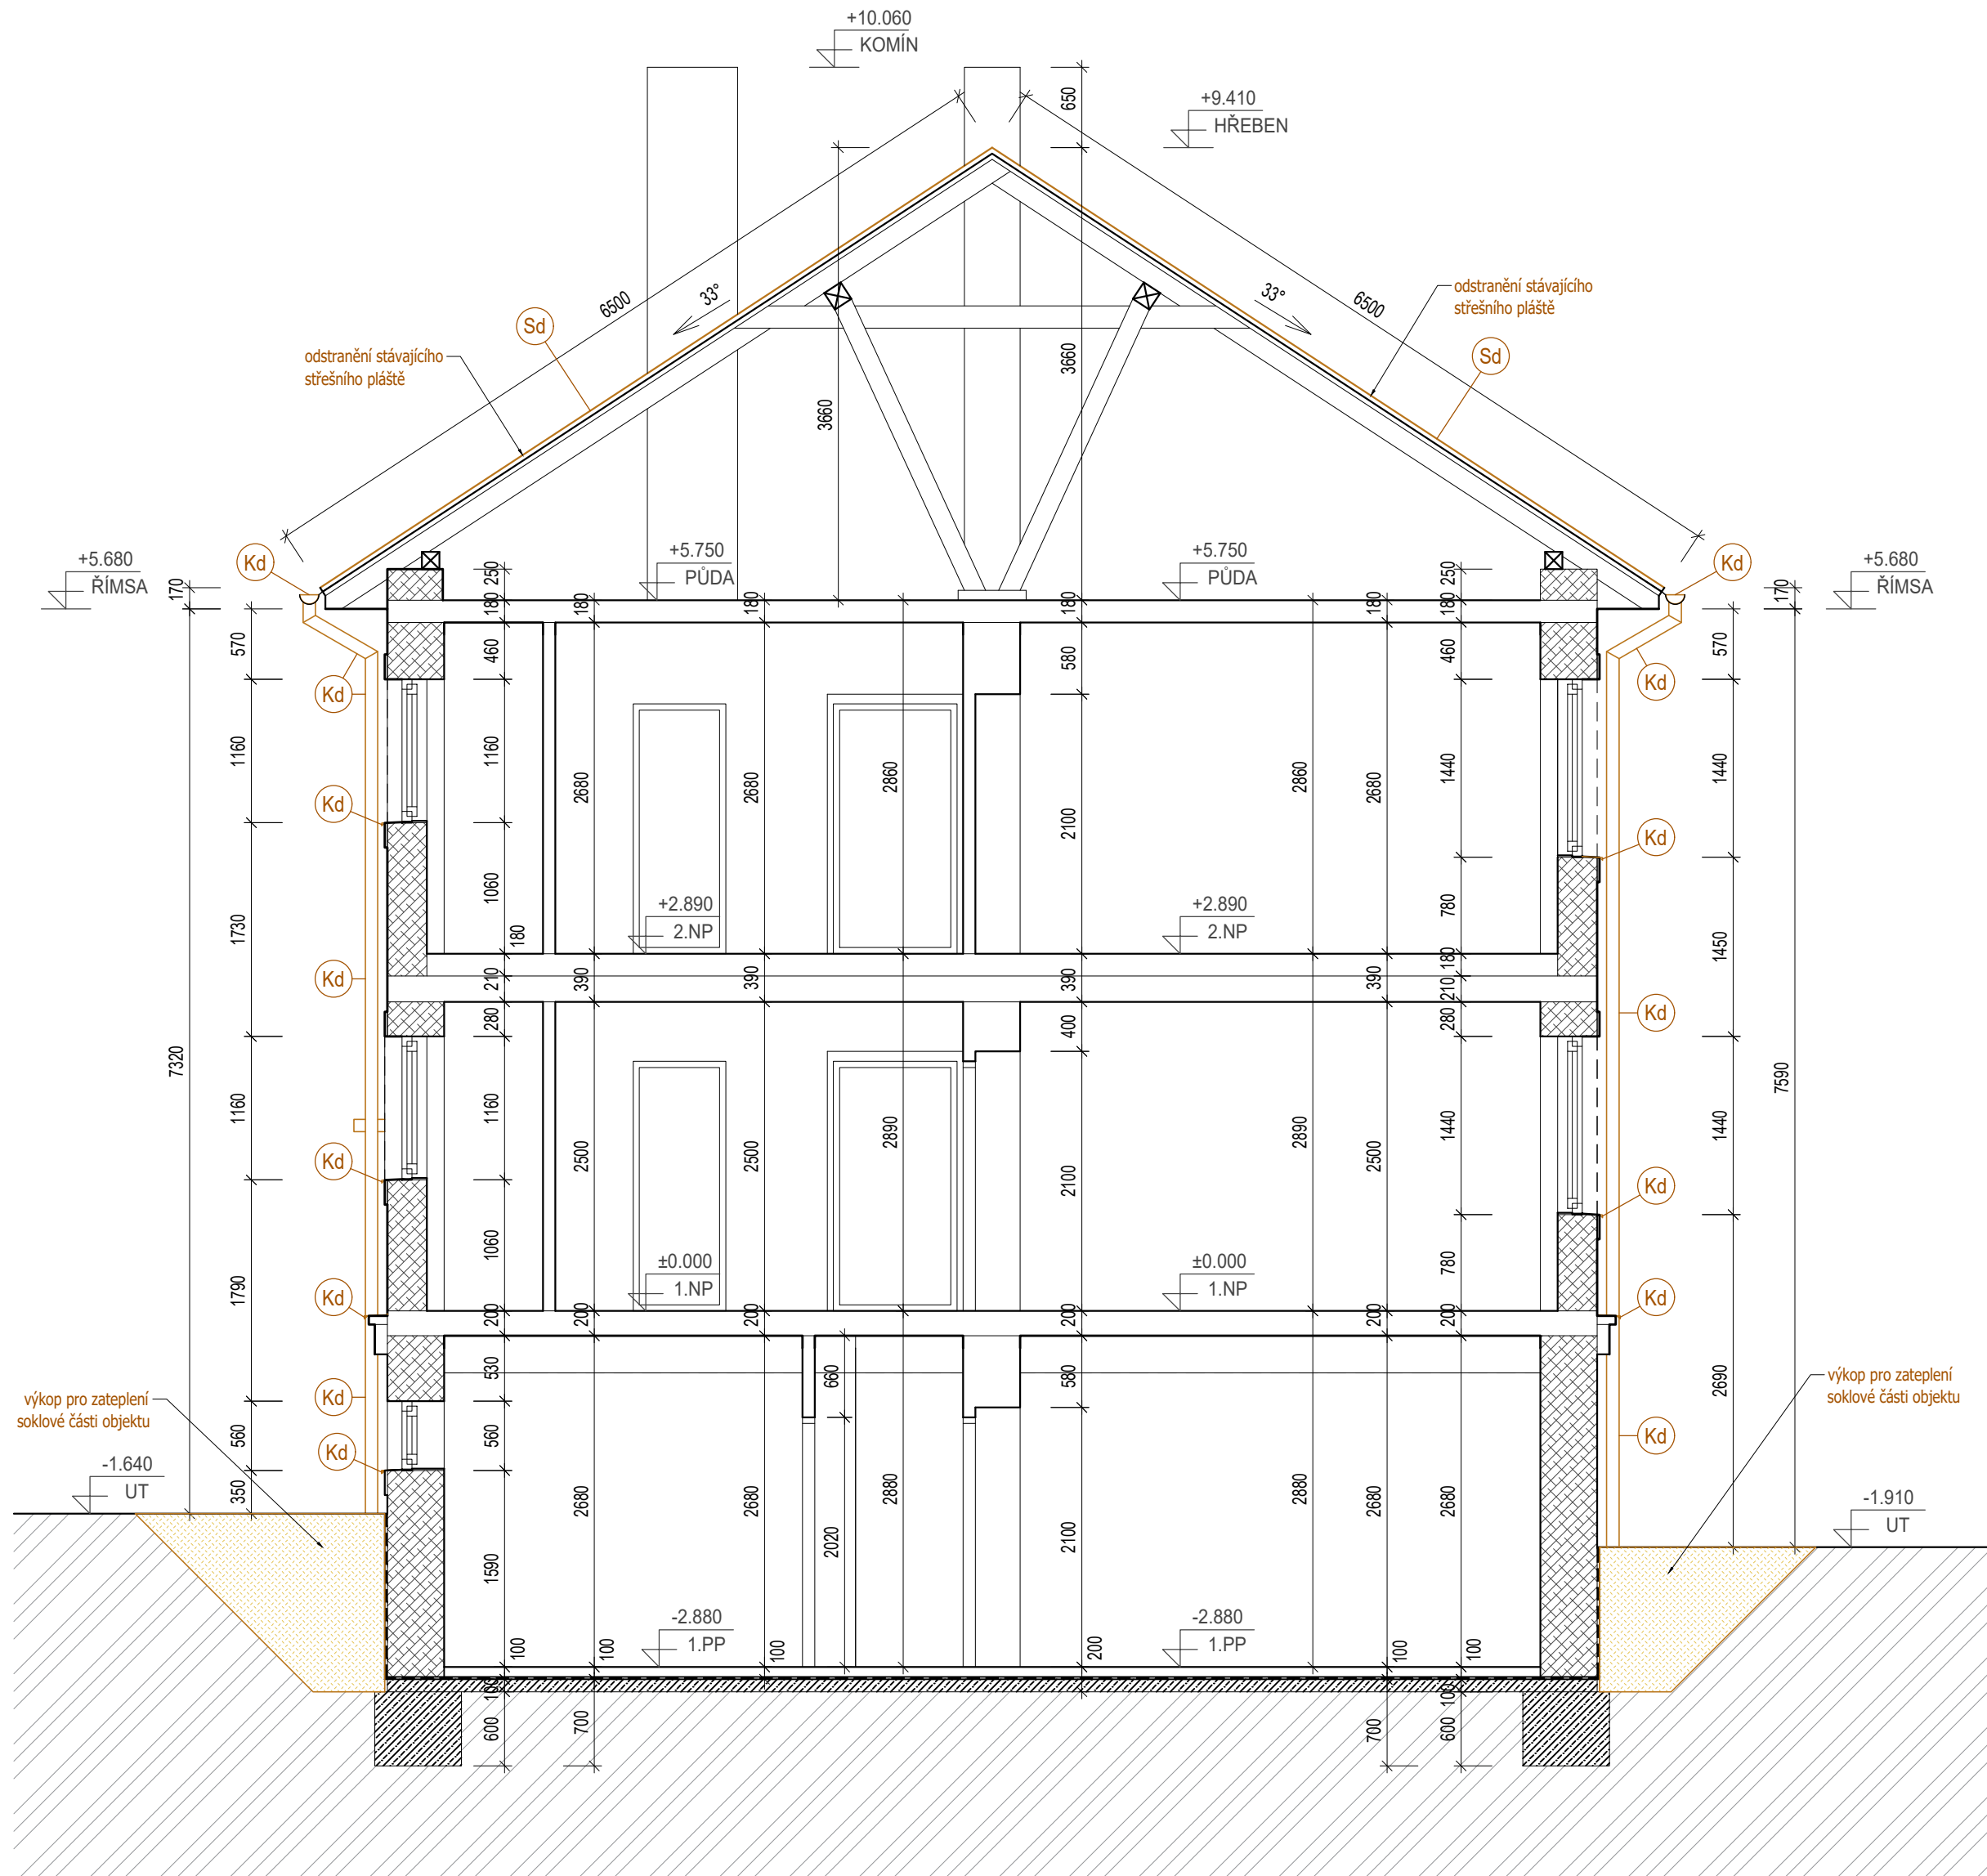 +10.060
KOMÍN
650
+9.410
HŘEBEN
6500
33°
33°
6500
odstranění stávajícího
střešního pláště
Sd
Sd
odstranění stávajícího
střešního pláště
3660
3660
+5.680
ŘÍMSA
170
Kd
+5.750
PŮDA
+5.750
PŮDA
Kd
170
+5.680
ŘÍMSA
250
180
180
180
180
180
250
180
570
460
580
460
570
Kd
Kd
1160
1160
2680
2680
2860
2100
2860
2680
1440
1440
Kd
Kd
1730
1060
180
+2.890
2.NP
+2.890
2.NP
780
1450
Kd
210
390
390
390
390
180
210
Kd
280
400
280
7320
7590
1160
1160
2500
2500
2890
2100
2890
2500
1440
1440
Kd
Kd
1790
1060
±0.000
1.NP
±0.000
1.NP
780
Kd
Kd
200
200
200
200
200
200
530
660
580
2690
výkop pro zateplení
soklové části objektu
Kd
výkop pro zateplení
soklové části objektu
560
560
Kd
Kd
-1.640
UT
350
2680
2680
2880
2880
2680
2680
-1.910
UT
1590
2020
2100
-2.880
1.PP
-2.880
1.PP
100
100
100
200
100
100
100
100
600
700
700
600